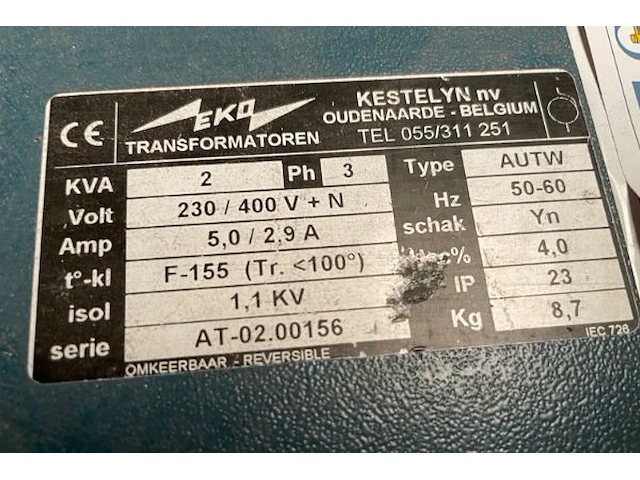 CE
EKO
TRANSFORMATOREN
KESTELYN nv
OUDENAARDE - BELGIUM
TEL 055/311 251
KVA 2 Ph 3 Type AUTW
Volt 230 / 400 V + N Hz 50-60
Amp 5,0 / 2,9 A schak Yn
t°-kl F-155 (Tr. <100°) % 4,0
isol 1,1 KV IP 23
serie AT-02.00156 Kg 8,7
OMKEERBAAR - REVERSIBLE
IEC 726